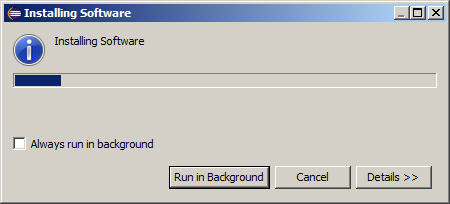 Installing Software
Installing Software
Always run in background
Run in Background
Cancel
Details >>